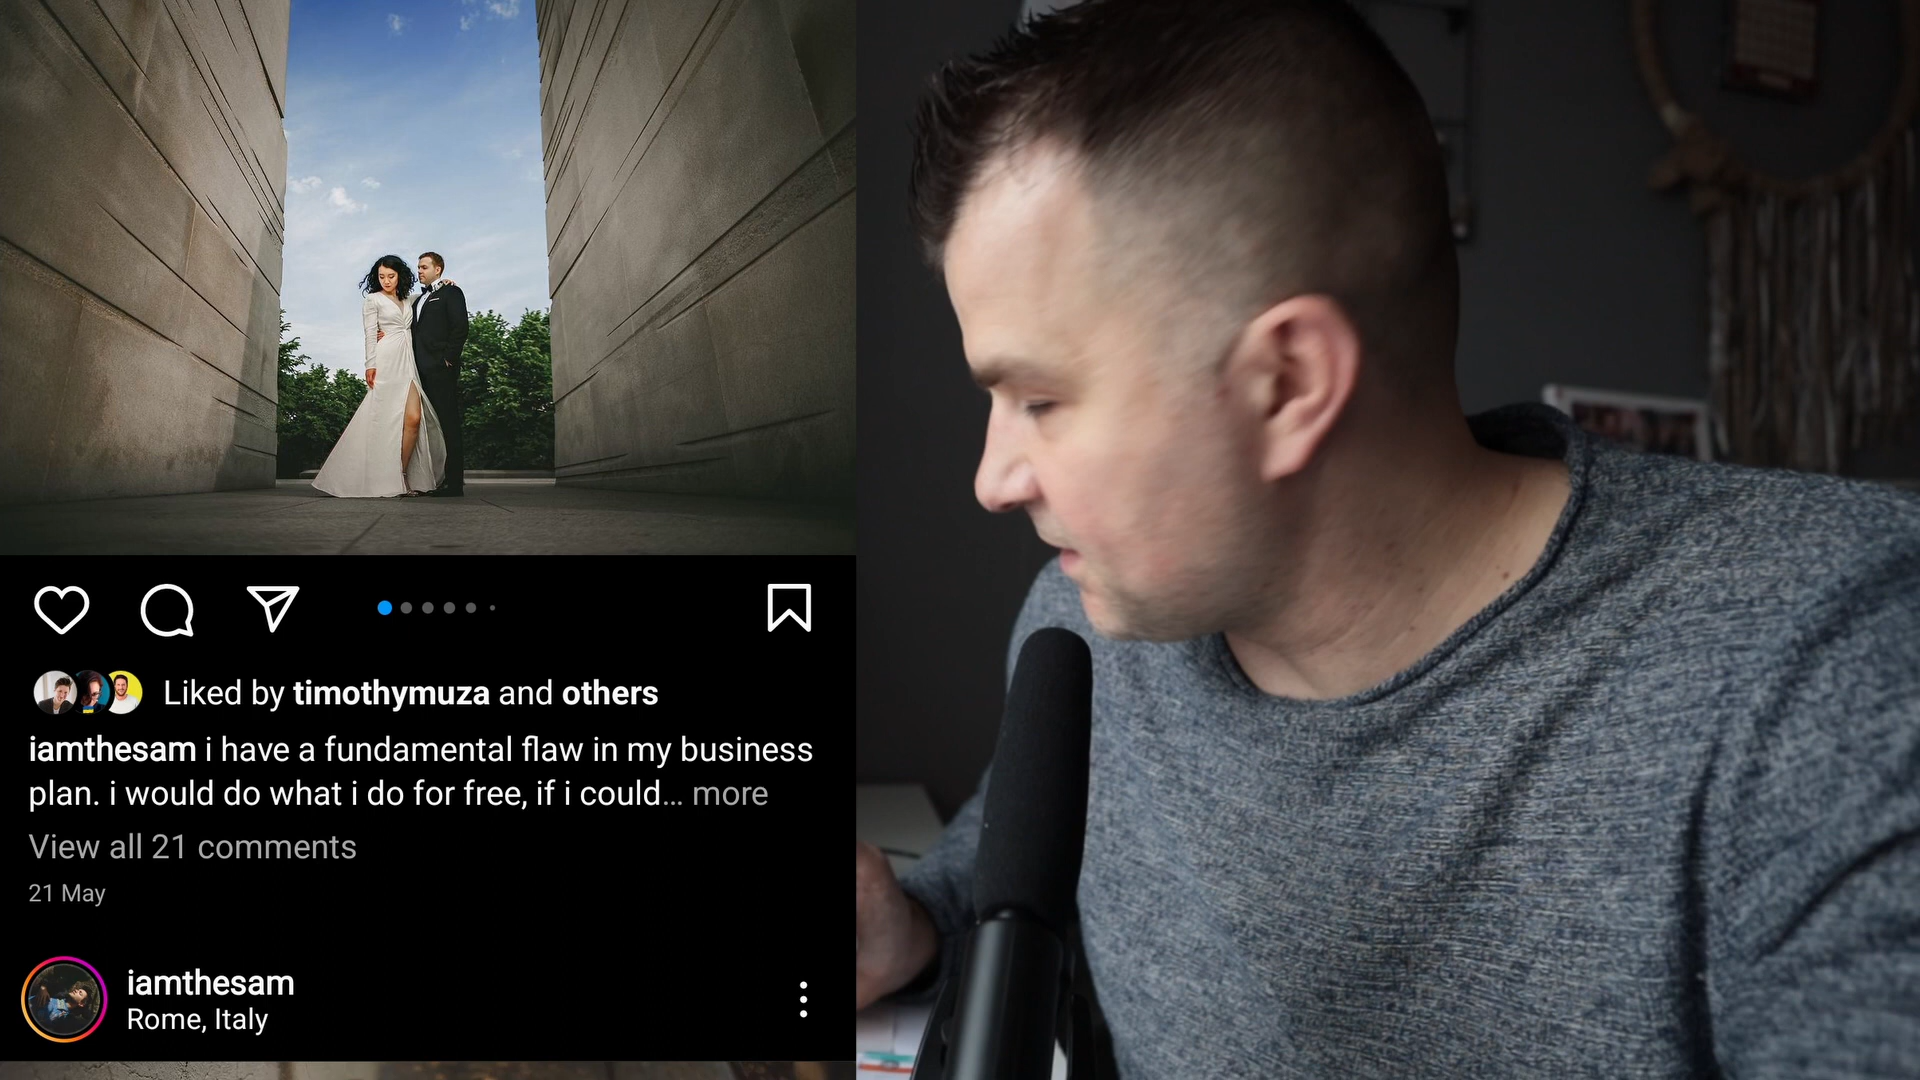 Liked by timothymuza and others
iamthesam i have a fundamental flaw in my business
plan. i would do what i do for free, if i could... more
View all 21 comments
21 May
iamthesam
Rome, Italy